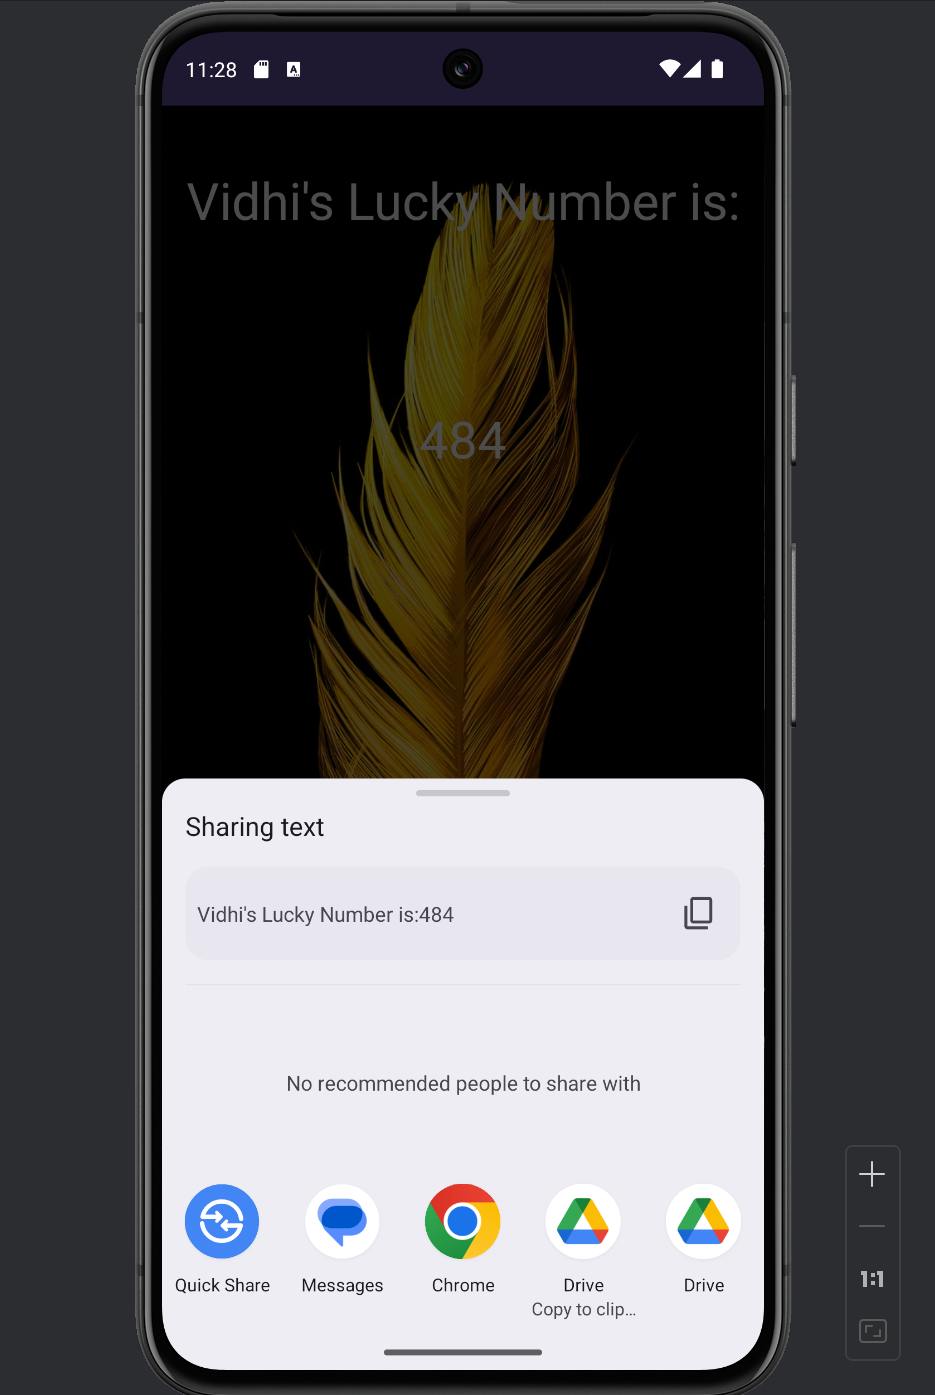 11:28
Vidhi's Lucky Number is:
484
Sharing text
Vidhi's Lucky Number is:484
No recommended people to share with
Quick Share Messages Chrome Drive Drive
Copy to clip...
1:1